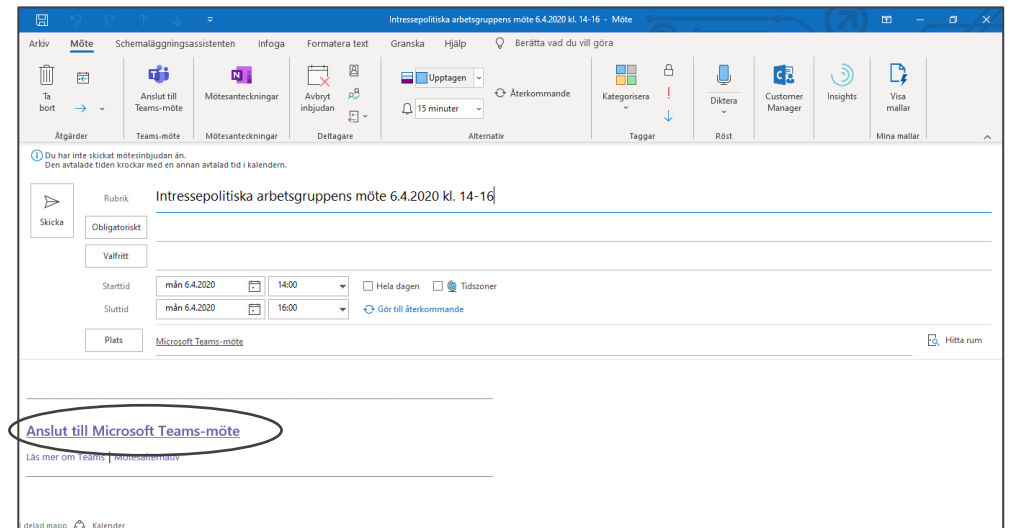 Intressepolitiska arbetsgruppens möte 6.4.2020 kl. 14-16 - Möte
Arkiv Möte Schemaläggningsassistenten Infoga Formatera text Granska Hjälp Berätta vad du vill göra
Ta bort
Anslut till Teams-möte
Mötesanteckningar
Avbryt inbjudan
Upptagen
15 minuter
Återkommande
Kategorisera
Diktera
Customer Manager
Insights
Visa mallar
Åtgärder Teams-möte Mötesanteckningar Deltagare Alternativ Taggar Röst Mina mallar
Du har inte skickat mötesinbjudan än.
Den avtalade tiden krockar med en annan avtalad tid i kalendern.
Skicka
Rubrik Intressepolitiska arbetsgruppens möte 6.4.2020 kl. 14-16
Obligatoriskt
Valfritt
Starttid mån 6.4.2020 14:00 Hela dagen Tidszoner
Sluttid mån 6.4.2020 16:00 Gör till återkommande
Plats Microsoft Teams-möte Hitta rum
Anslut till Microsoft Teams-möte
Läs mer om Teams | Mötesalternativ
delad mapp Kalender